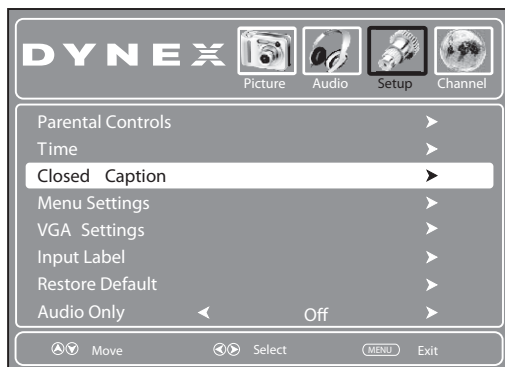 DYNEX
Picture Audio Setup Channel
Parental Controls
Time
Closed Caption
Menu Settings
VGA Settings
Input Label
Restore Default
Audio Only Off
Move Select MENU Exit